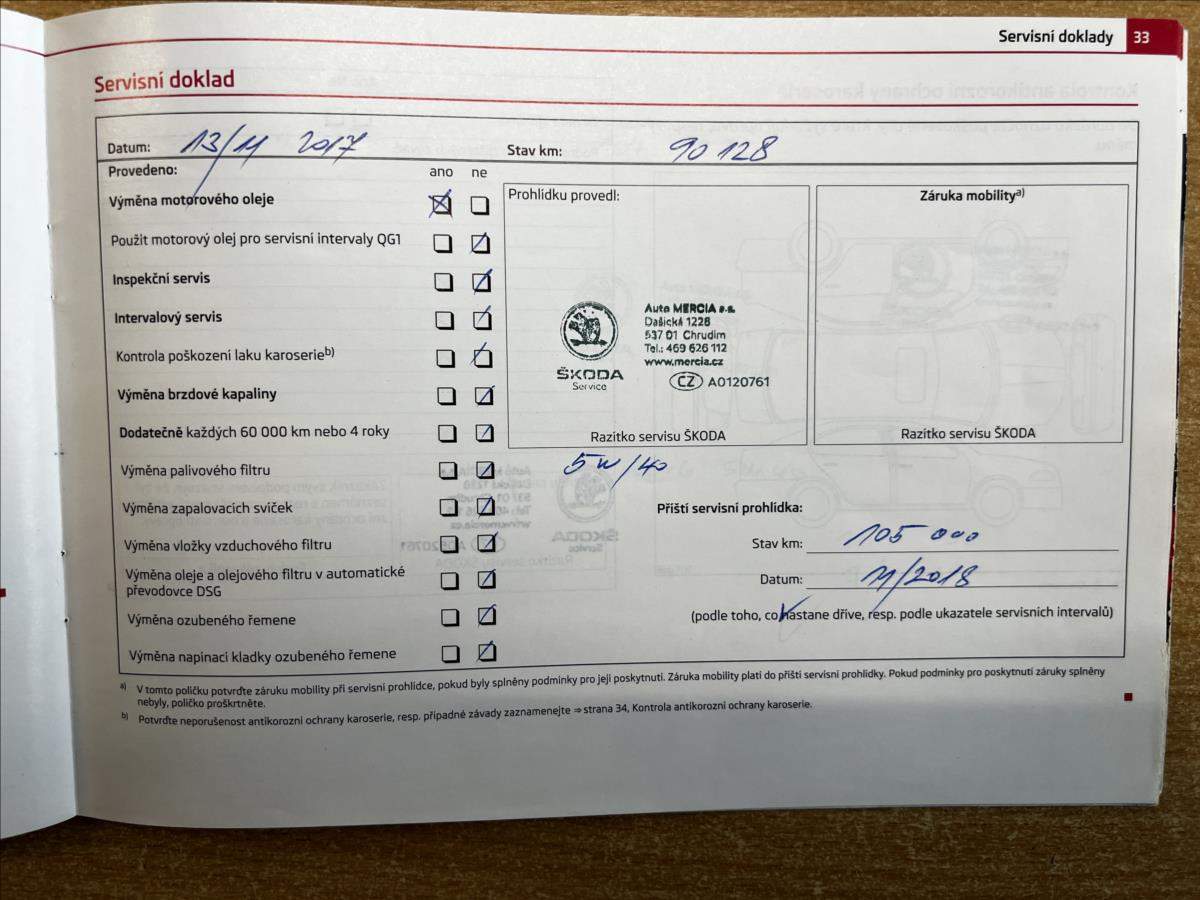 Servisní doklady 33
Servisní doklad
Datum: 13/11 2017 Stav km: 90 128
Provedeno: ano ne
Výměna motorového oleje
Použit motorový olej pro servisní intervaly QG1
Inspekční servis
Intervalový servis
Kontrola poškození laku karoserie b)
Výměna brzdové kapaliny
Dodatečně každých 60 000 km nebo 4 roky
Výměna palivového filtru
Výměna zapalovacích svíček
Výměna vložky vzduchového filtru
Výměna oleje a olejového filtru v automatické
převodovce DSG
Výměna ozubeného řemene
Výměna napínací kladky ozubeného řemene
Prohlídku provedl:
Auto MERCIA a.s.
Dašická 1228
537 01 Chrudim
Tel.: 469 626 112
www.mercia.cz
CZ A0120761
ŠKODA
Service
Razítko servisu ŠKODA
Záruka mobility a)
Razítko servisu ŠKODA
5W/40
Příští servisní prohlídka:
Stav km: 105 000
Datum: 11/2018
(podle toho, co nastane dříve, resp. podle ukazatele servisních intervalů)
a) V tomto políčku potvrďte záruku mobility při servisní prohlídce, pokud byly splněny podmínky pro její poskytnutí. Záruka mobility platí do příští servisní prohlídky. Pokud podmínky pro poskytnutí záruky splněny
nebyly, políčko proškrtněte.
b) Potvrďte neporušenost antikorozní ochrany karoserie, resp. případné závady zaznamenejte ⇒ strana 34, Kontrola antikorozní ochrany karoserie.